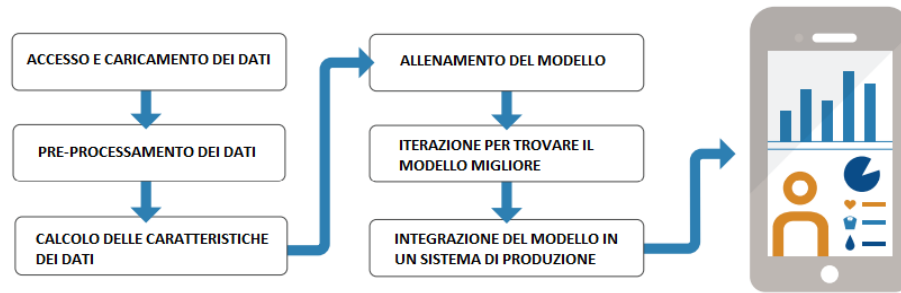 ACCESSO E CARICAMENTO DEI DATI
PRE-PROCESSAMENTO DEI DATI
CALCOLO DELLE CARATTERISTICHE
DEI DATI
ALLENAMENTO DEL MODELLO
ITERAZIONE PER TROVARE IL
MODELLO MIGLIORE
INTEGRAZIONE DEL MODELLO IN
UN SISTEMA DI PRODUZIONE